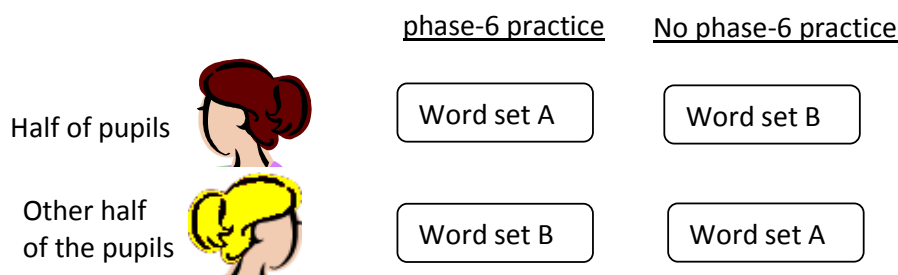 phase-6 practice
No phase-6 practice
Half of pupils
Word set A
Word set B
Other half
of the pupils
Word set B
Word set A